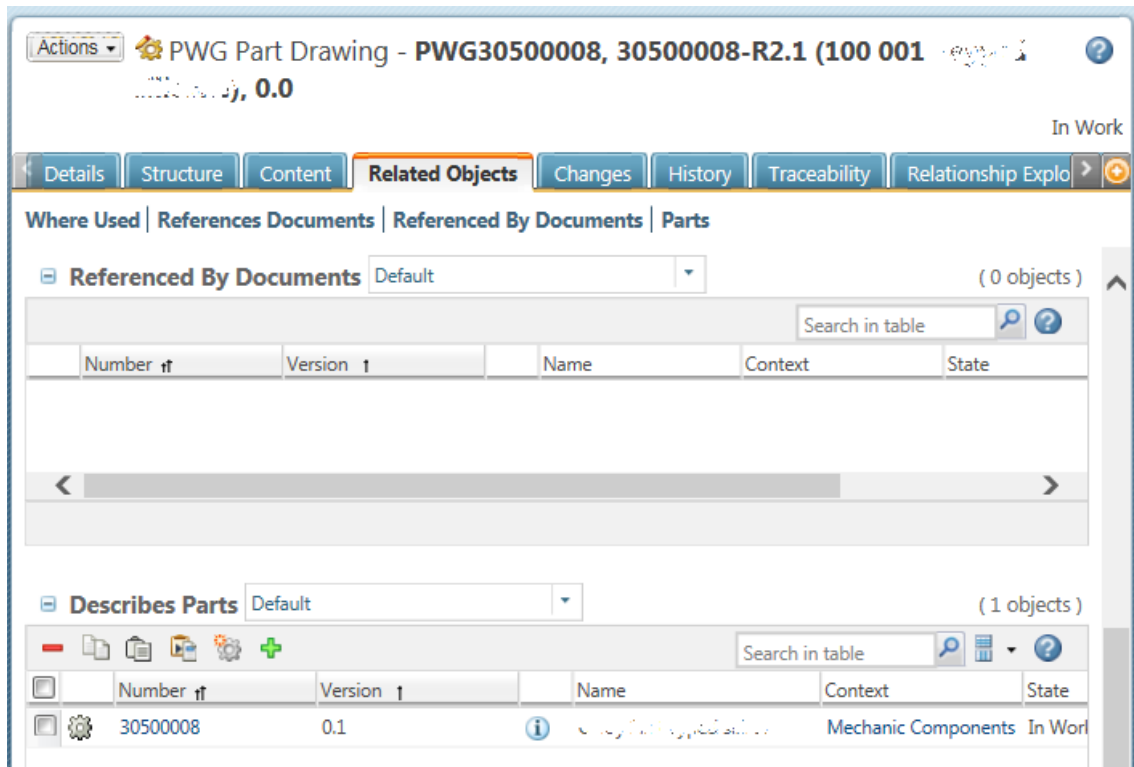 Actions PWG Part Drawing - PWG30500008, 30500008-R2.1 (100 001
), 0.0
In Work
Details Structure Content Related Objects Changes History Traceability Relationship Explo
Where Used | References Documents | Referenced By Documents | Parts
Referenced By Documents Default ( 0 objects )
Search in table
Number Version Name Context State
Describes Parts Default ( 1 objects )
Search in table
Number Version Name Context State
30500008 0.1 Mechanic Components In Work